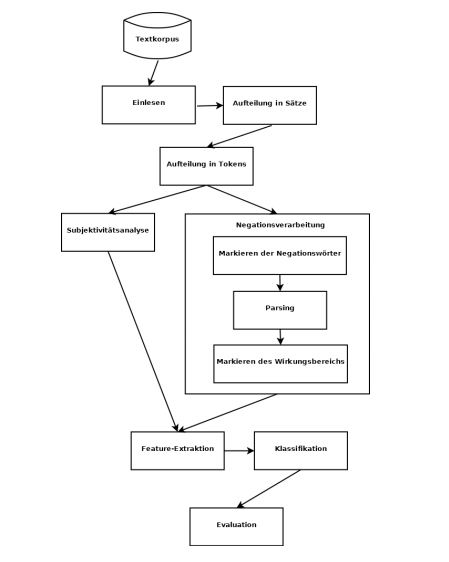 Textkorpus
Einlesen
Aufteilung in Sätze
Aufteilung in Tokens
Subjektivitätsanalyse
Negationsverarbeitung
Markieren der Negationswörter
Parsing
Markieren des Wirkungsbereichs
Feature-Extraktion
Klassifikation
Evaluation